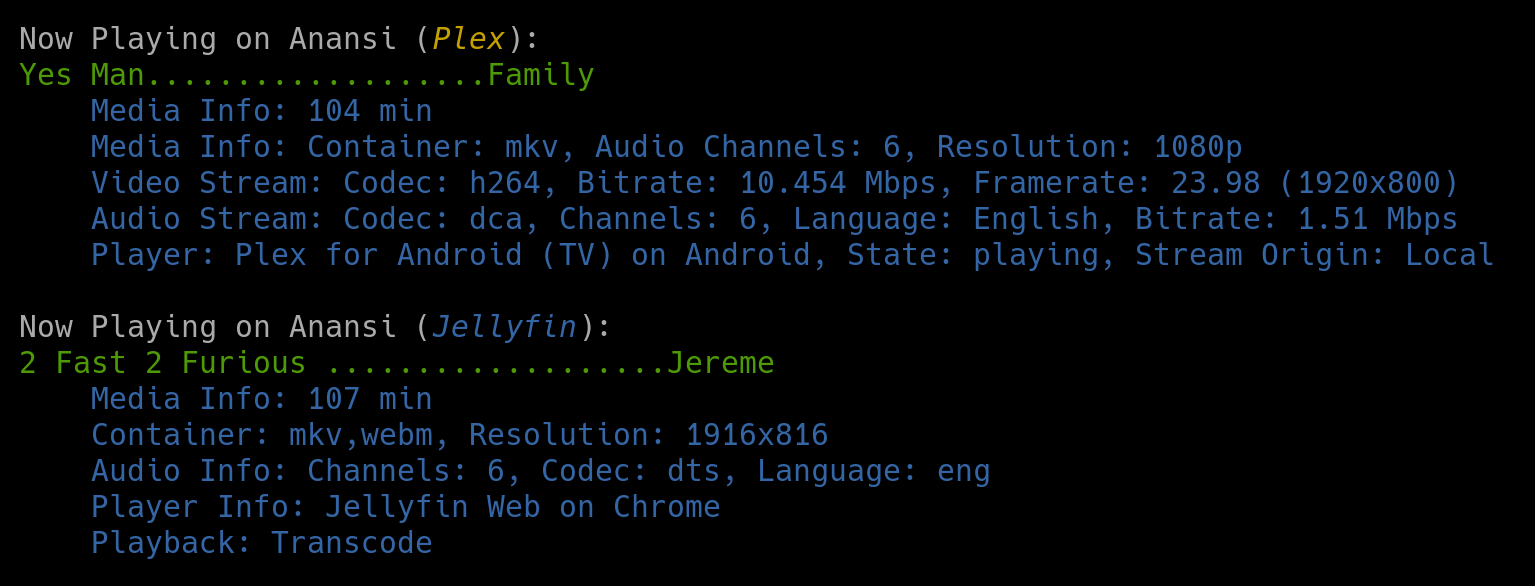 Now Playing on Anansi (Plex):
Yes Man...................Family
    Media Info: 104 min
    Media Info: Container: mkv, Audio Channels: 6, Resolution: 1080p
    Video Stream: Codec: h264, Bitrate: 10.454 Mbps, Framerate: 23.98 (1920x800)
    Audio Stream: Codec: dca, Channels: 6, Language: English, Bitrate: 1.51 Mbps
    Player: Plex for Android (TV) on Android, State: playing, Stream Origin: Local

Now Playing on Anansi (Jellyfin):
2 Fast 2 Furious ...................Jereme
    Media Info: 107 min
    Container: mkv,webm, Resolution: 1916x816
    Audio Info: Channels: 6, Codec: dts, Language: eng
    Player Info: Jellyfin Web on Chrome
    Playback: Transcode